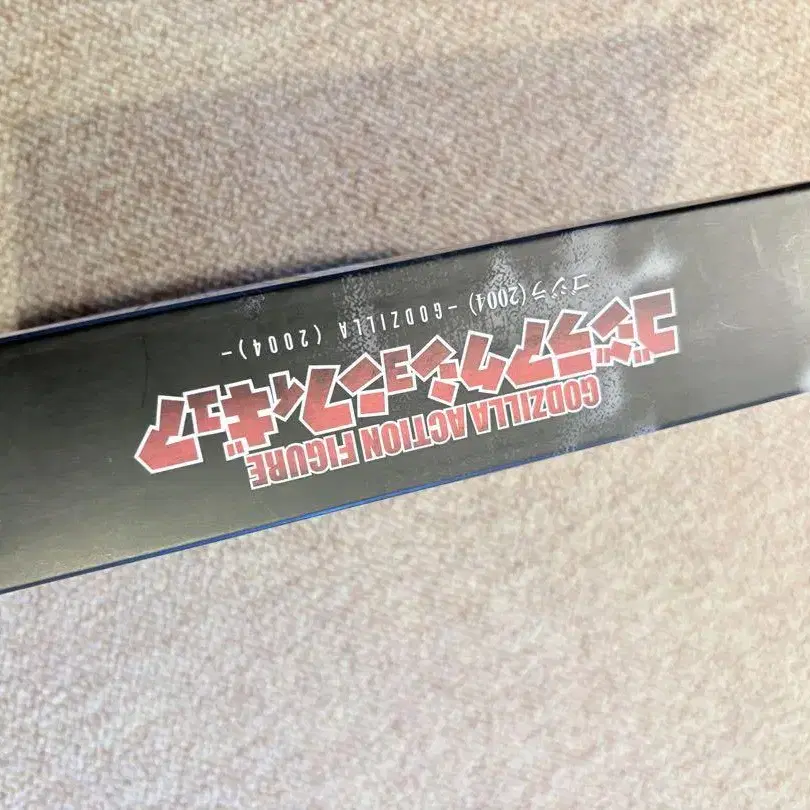 GODZILLA ACTION FIGURE
ゴジラアクションフィギュア
ゴジラ(2004) -GODZILLA (2004)-